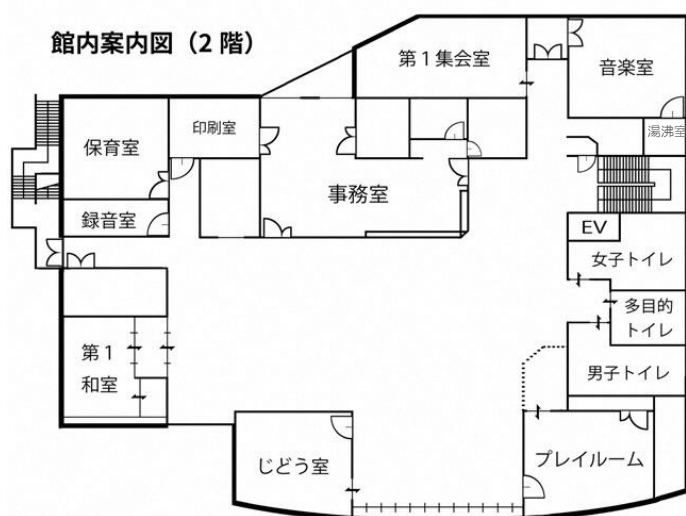 館内案内図（2 階）
第１集会室
音楽室
保育室
印刷室
湯沸室
事務室
録音室
EV
女子トイレ
多目的
トイレ
第１
和室
男子トイレ
じどう室
プレイルーム